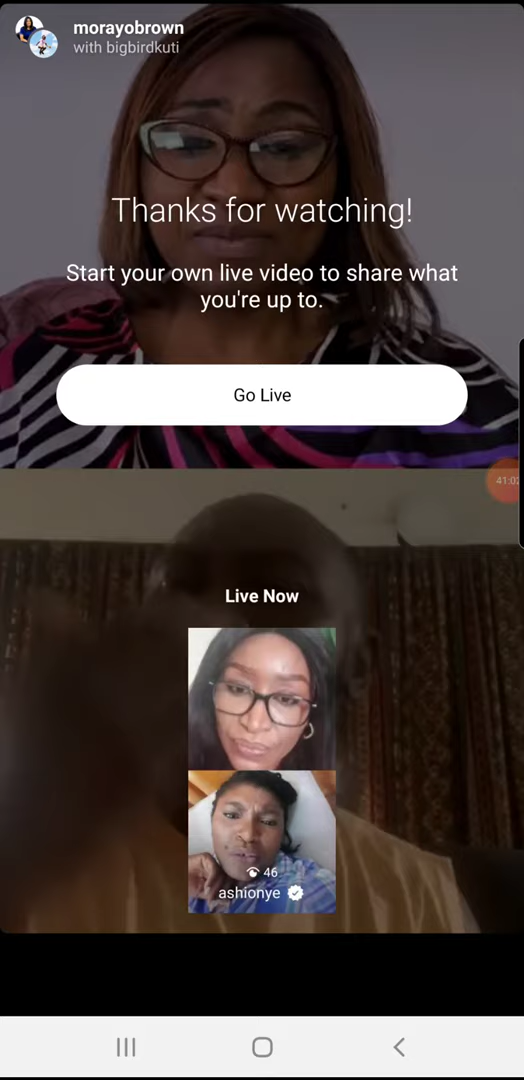 morayobrown
with bigbirdkuti
Thanks for watching!
Start your own live video to share what
you're up to.
Go Live
41:02
Live Now
46
ashionye